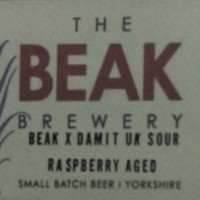 THE
BEAK
BREWERY
BEAK X DAMIT UK SOUR
RASPBERRY AGED
SMALL BATCH BEER | YORKSHIRE